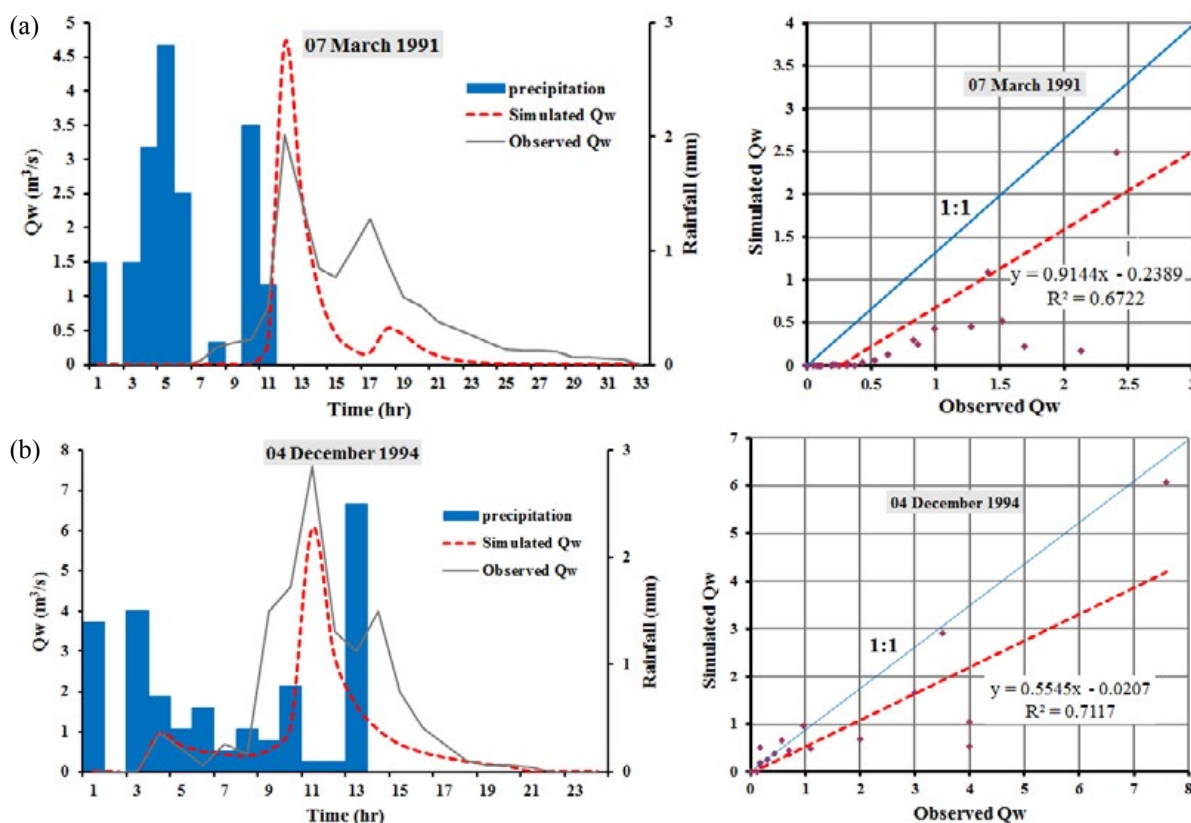 (a)
07 March 1991
precipitation
Simulated Qw
Observed Qw
5
4.5
4
3.5
3
2.5
2
1.5
1
0.5
0
Qw (m³/s)
3
2
1
0
Rainfall (mm)
1 3 5 7 9 11 13 15 17 19 21 23 25 27 29 31 33
Time (hr)
07 March 1991
1:1
y = 0.9144x - 0.2389
R² = 0.6722
4
3.5
3
2.5
2
1.5
1
0.5
0
Simulated Qw
0 0.5 1 1.5 2 2.5 3
Observed Qw
(b)
04 December 1994
precipitation
Simulated Qw
Observed Qw
8
7
6
5
4
3
2
1
0
Qw (m³/s)
3
2
1
0
Rainfall (mm)
1 3 5 7 9 11 13 15 17 19 21 23
Time (hr)
04 December 1994
1:1
y = 0.5545x - 0.0207
R² = 0.7117
7
6
5
4
3
2
1
0
Simulated Qw
0 1 2 3 4 5 6 7 8
Observed Qw